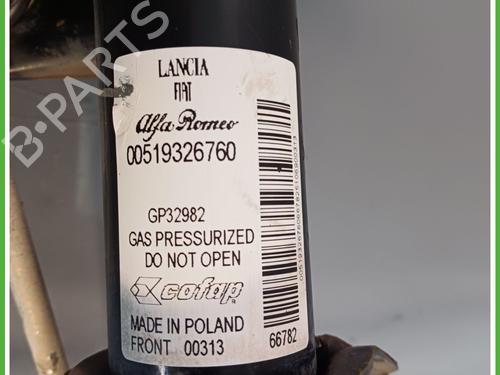 B-PARTS
LANCIA
FIAT
Alfa Romeo
00519326760
GP32982
GAS PRESSURIZED
DO NOT OPEN
cofap
MADE IN POLAND
FRONT 00313
66782